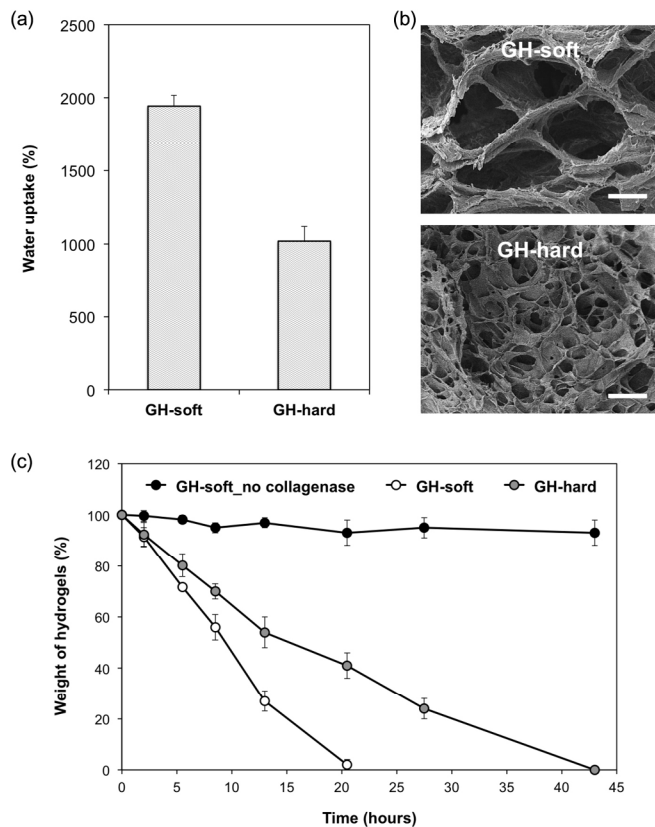 (a)
2500
2000
1500
1000
500
0
Water uptake (%)
GH-soft GH-hard
(b)
GH-soft
GH-hard
(c)
120
100
80
60
40
20
0
Weight of hydrogels (%)
GH-soft_no collagenase GH-soft GH-hard
0 5 10 15 20 25 30 35 40 45
Time (hours)